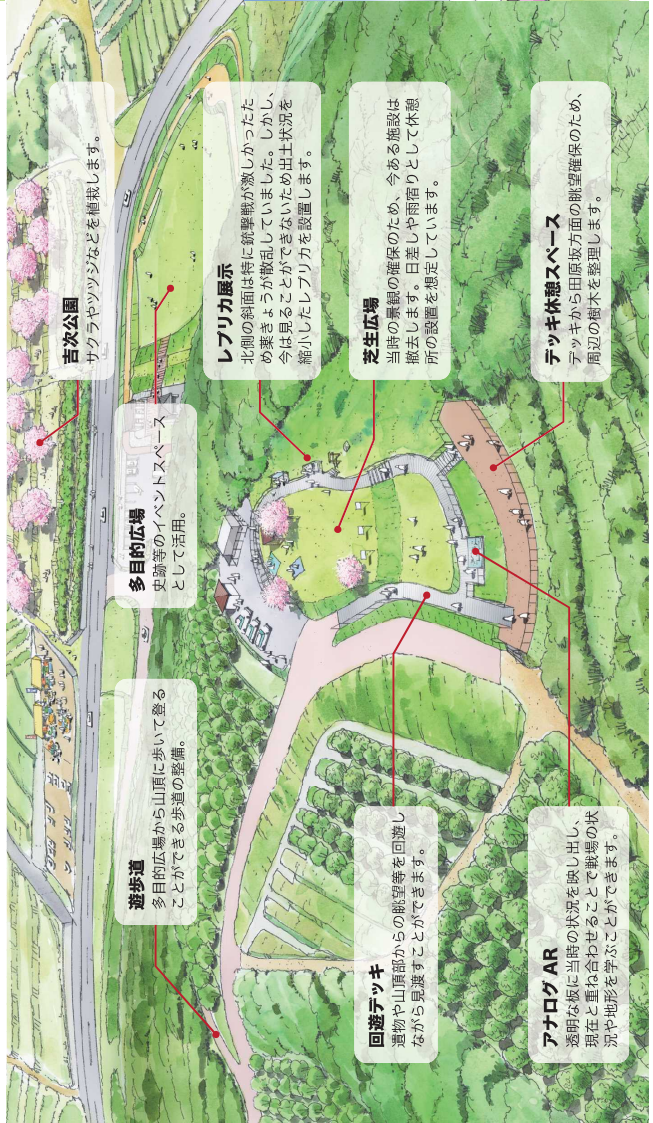 吉次公園
サクラやツツジなどを植栽します。
多目的広場
史跡等のイベントスペース
として活用。
遊歩道
多目的広場から山頂に歩いて登る
ことができる歩道の整備。
レプリカ展示
北側の斜面は特に銃撃戦が激しかったた
め薬きょうが散乱していました。しかし、
今は見ることができないため出土状況を
縮小したレプリカを設置します。
芝生広場
当時の景観の確保のため、今ある施設は
撤去します。日差しや雨宿りとして休憩
所の設置を想定しています。
回遊デッキ
遺物や山頂部からの眺望等を回遊し
ながら見渡すことができます。
デッキ休憩スペース
デッキから田原坂方面の眺望確保のため、
周辺の樹木を整理します。
アナログ AR
透明な板に当時の状況を映し出し、
現在と重ね合わせることで戦場の状
況や地形を学ぶことができます。